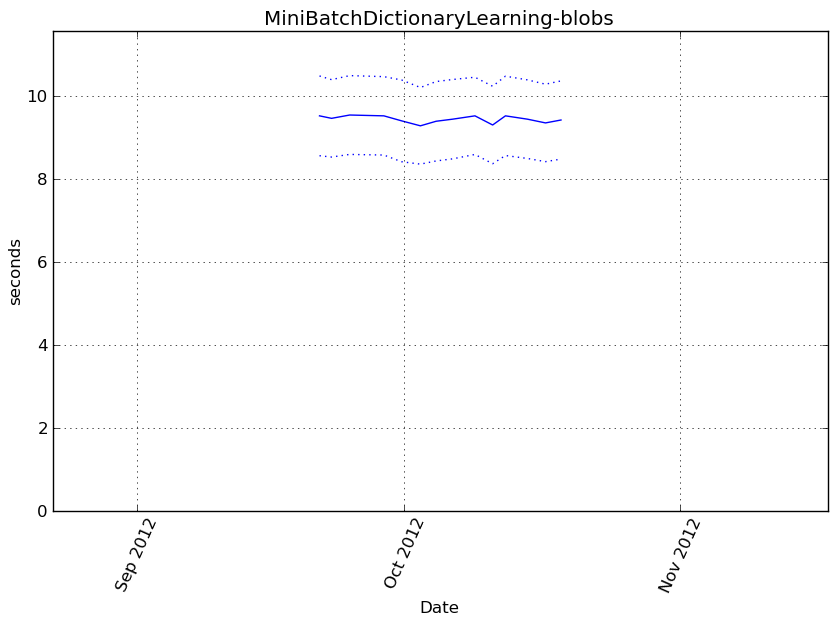 MiniBatchDictionaryLearning-blobs
10
8
6
4
2
0
seconds
Sep 2012
Oct 2012
Nov 2012
Date